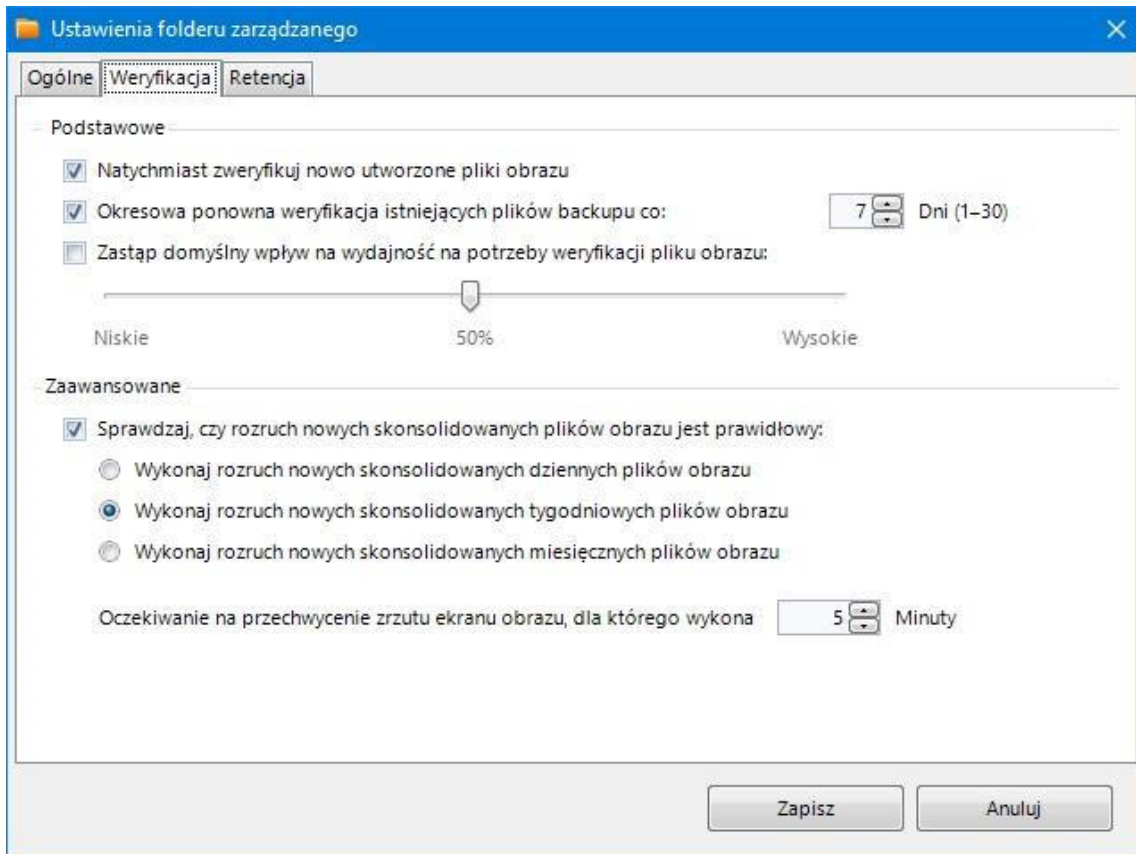 Ustawienia folderu zarządzanego
Ogólne Weryfikacja Retencja
Podstawowe
Natychmiast zweryfikuj nowo utworzone pliki obrazu
Okresowa ponowna weryfikacja istniejących plików backupu co: 7 Dni (1–30)
Zastąp domyślny wpływ na wydajność na potrzeby weryfikacji pliku obrazu:
Niskie 50% Wysokie
Zaawansowane
Sprawdzaj, czy rozruch nowych skonsolidowanych plików obrazu jest prawidłowy:
Wykonaj rozruch nowych skonsolidowanych dziennych plików obrazu
Wykonaj rozruch nowych skonsolidowanych tygodniowych plików obrazu
Wykonaj rozruch nowych skonsolidowanych miesięcznych plików obrazu
Oczekiwanie na przechwycenie zrzutu ekranu obrazu, dla którego wykona 5 Minuty
Zapisz Anuluj